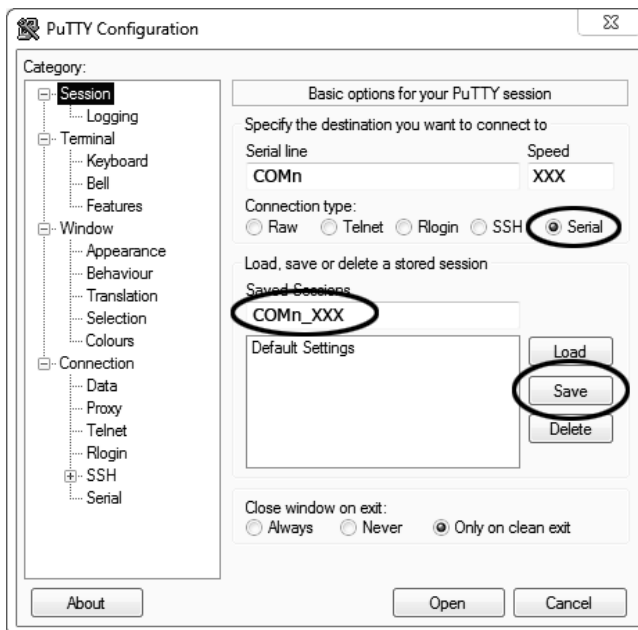 PuTTY Configuration
Category:
Session
Logging
Terminal
Keyboard
Bell
Features
Window
Appearance
Behaviour
Translation
Selection
Colours
Connection
Data
Proxy
Telnet
Rlogin
SSH
Serial
Basic options for your PuTTY session
Specify the destination you want to connect to
Serial line Speed
COMn XXX
Connection type:
Raw Telnet Rlogin SSH Serial
Load, save or delete a stored session
Saved Sessions
COMn_XXX
Default Settings
Load
Save
Delete
Close window on exit:
Always Never Only on clean exit
About Open Cancel